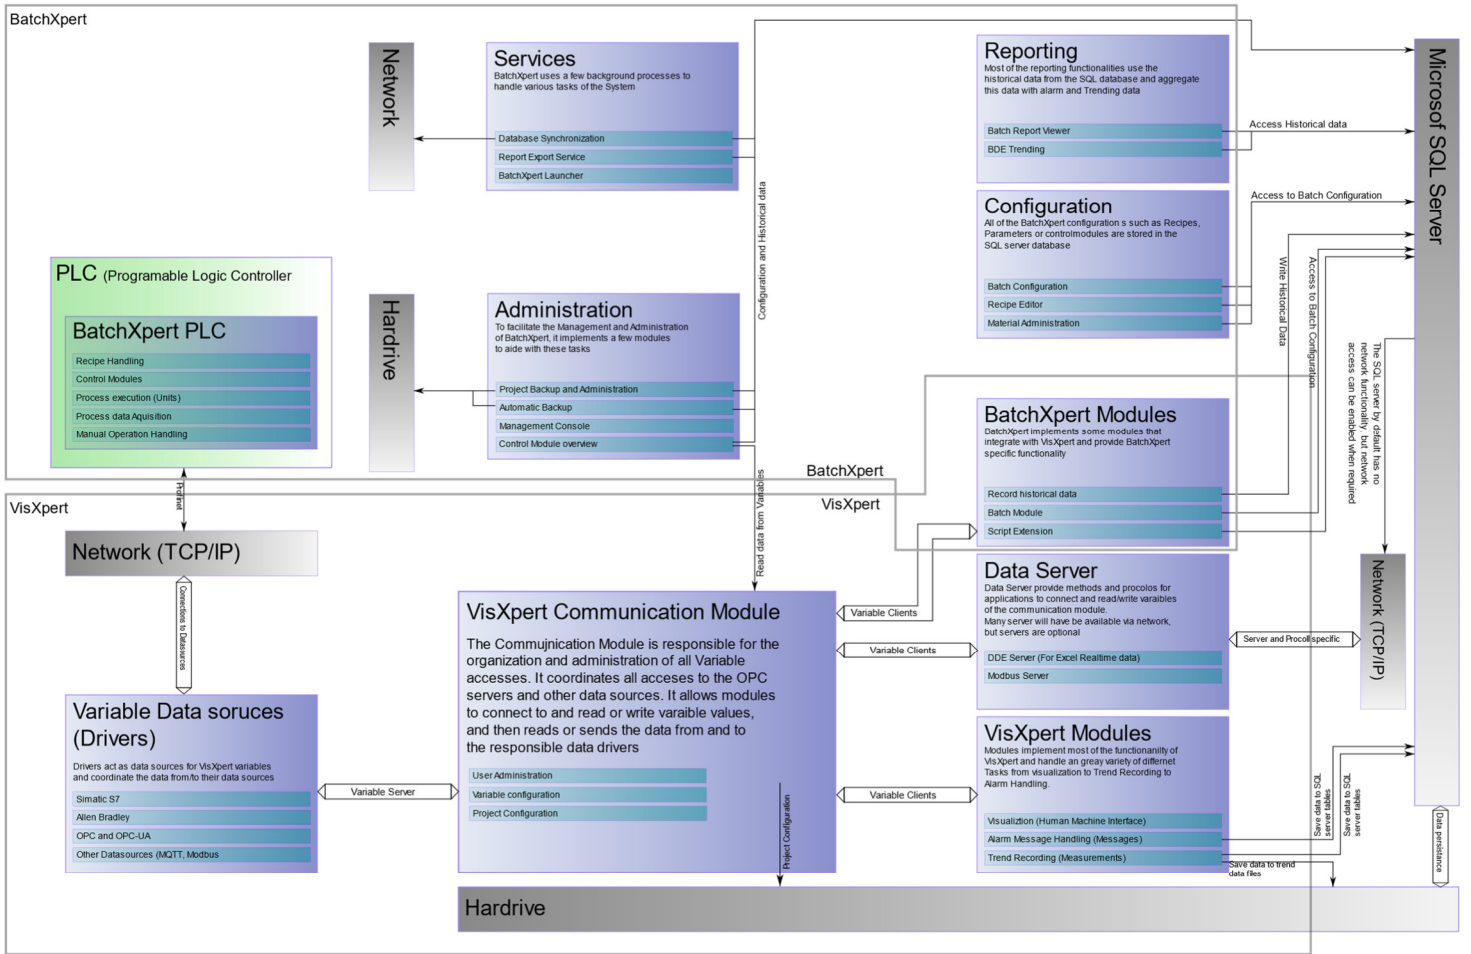 BatchXpert
Network
Services
BatchXpert uses a few background processes to
handle various tasks of the System
Database Synchronization
Report Export Service
BatchXpert Launcher
Reporting
Most of the reporting functionalities use the
historical data from the SQL database and aggregate
this data with alarm and Trending data
Batch Report Viewer
BDE Trending
Access Historical data
Microsof SQL Server
Configuration and Historical data
Configuration
All of the BatchXpert configuration s such as Recipes,
Parameters or controlmodules are stored in the
SQL server database
Batch Configuration
Recipe Editor
Material Administration
Access to Batch Configuration
Write Historical Data
Access to Batch Configuration
PLC (Programable Logic Controller
BatchXpert PLC
Recipe Handling
Control Modules
Process execution (Units)
Process data Aquisition
Manual Operation Handling
Hardrive
Administration
To facilitate the Management and Administration
of BatchXpert, it implements a few modules
to aide with these tasks
Project Backup and Administration
Automatic Backup
Management Console
Control Module overview
The SQL server by default has no
network functionality, but network
access can be enabled when required
BatchXpert Modules
BatchXpert implements some modules that
integrate with VisXpert and provide BatchXpert
specific functionality
Record historical data
Batch Module
Script Extension
BatchXpert
VisXpert
VisXpert
Profinet
Network (TCP/IP)
Connections to Datasources
Read data from Variables
Variable Data soruces
(Drivers)
Drivers act as data sources for VisXpert variables
and coordinate the data from/to their data sources
Simatic S7
Allen Bradley
OPC and OPC-UA
Other Datasources (MQTT, Modbus
Variable Server
VisXpert Communication Module
The Commujnication Module is responsible for the
organization and administration of all Variable
accesses. It coordinates all acceses to the OPC
servers and other data sources. It allows modules
to connect to and read or write varaible values,
and then reads or sends the data from and to
the responsible data drivers
User Administration
Variable configuration
Project Configuration
Project Configuration
Variable Clients
Variable Clients
Variable Clients
Data Server
Data Server provide methods and procolos for
applications to connect and read/write varaibles
of the communication module.
Many server will have be available via network,
but servers are optional
DDE Server (For Excel Realtime data)
Modbus Server
Server and Procoll specific
Network (TCP/IP)
VisXpert Modules
Modules implement most of the functionanilty of
VisXpert and handle an greay variety of differnet
Tasks from visualization to Trend Recording to
Alarm Handling.
Visualiztion (Human Machine Interface)
Alarm Message Handling (Messages)
Trend Recording (Measurements)
Save data to SQL
server tables
Save data to SQL
server tables
Save data to trend
data files
Data persistance
Hardrive